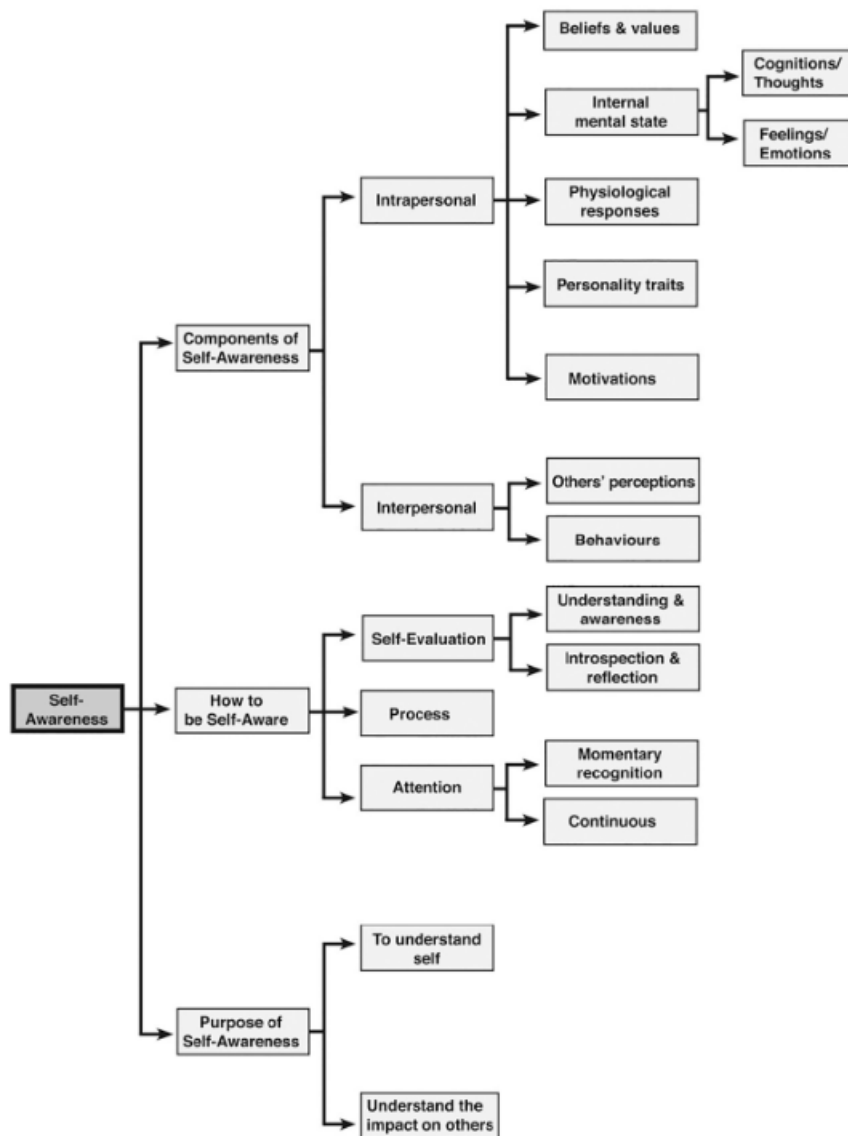 Beliefs & values
Cognitions/
Thoughts
Internal
mental state
Feelings/
Emotions
Intrapersonal
Physiological
responses
Personality traits
Components of
Self-Awareness
Motivations
Others' perceptions
Interpersonal
Behaviours
Understanding &
awareness
Self-Evaluation
Introspection &
reflection
Self-
Awareness
How to
be Self-Aware
Process
Momentary
recognition
Attention
Continuous
To understand
self
Purpose of
Self-Awareness
Understand the
impact on others